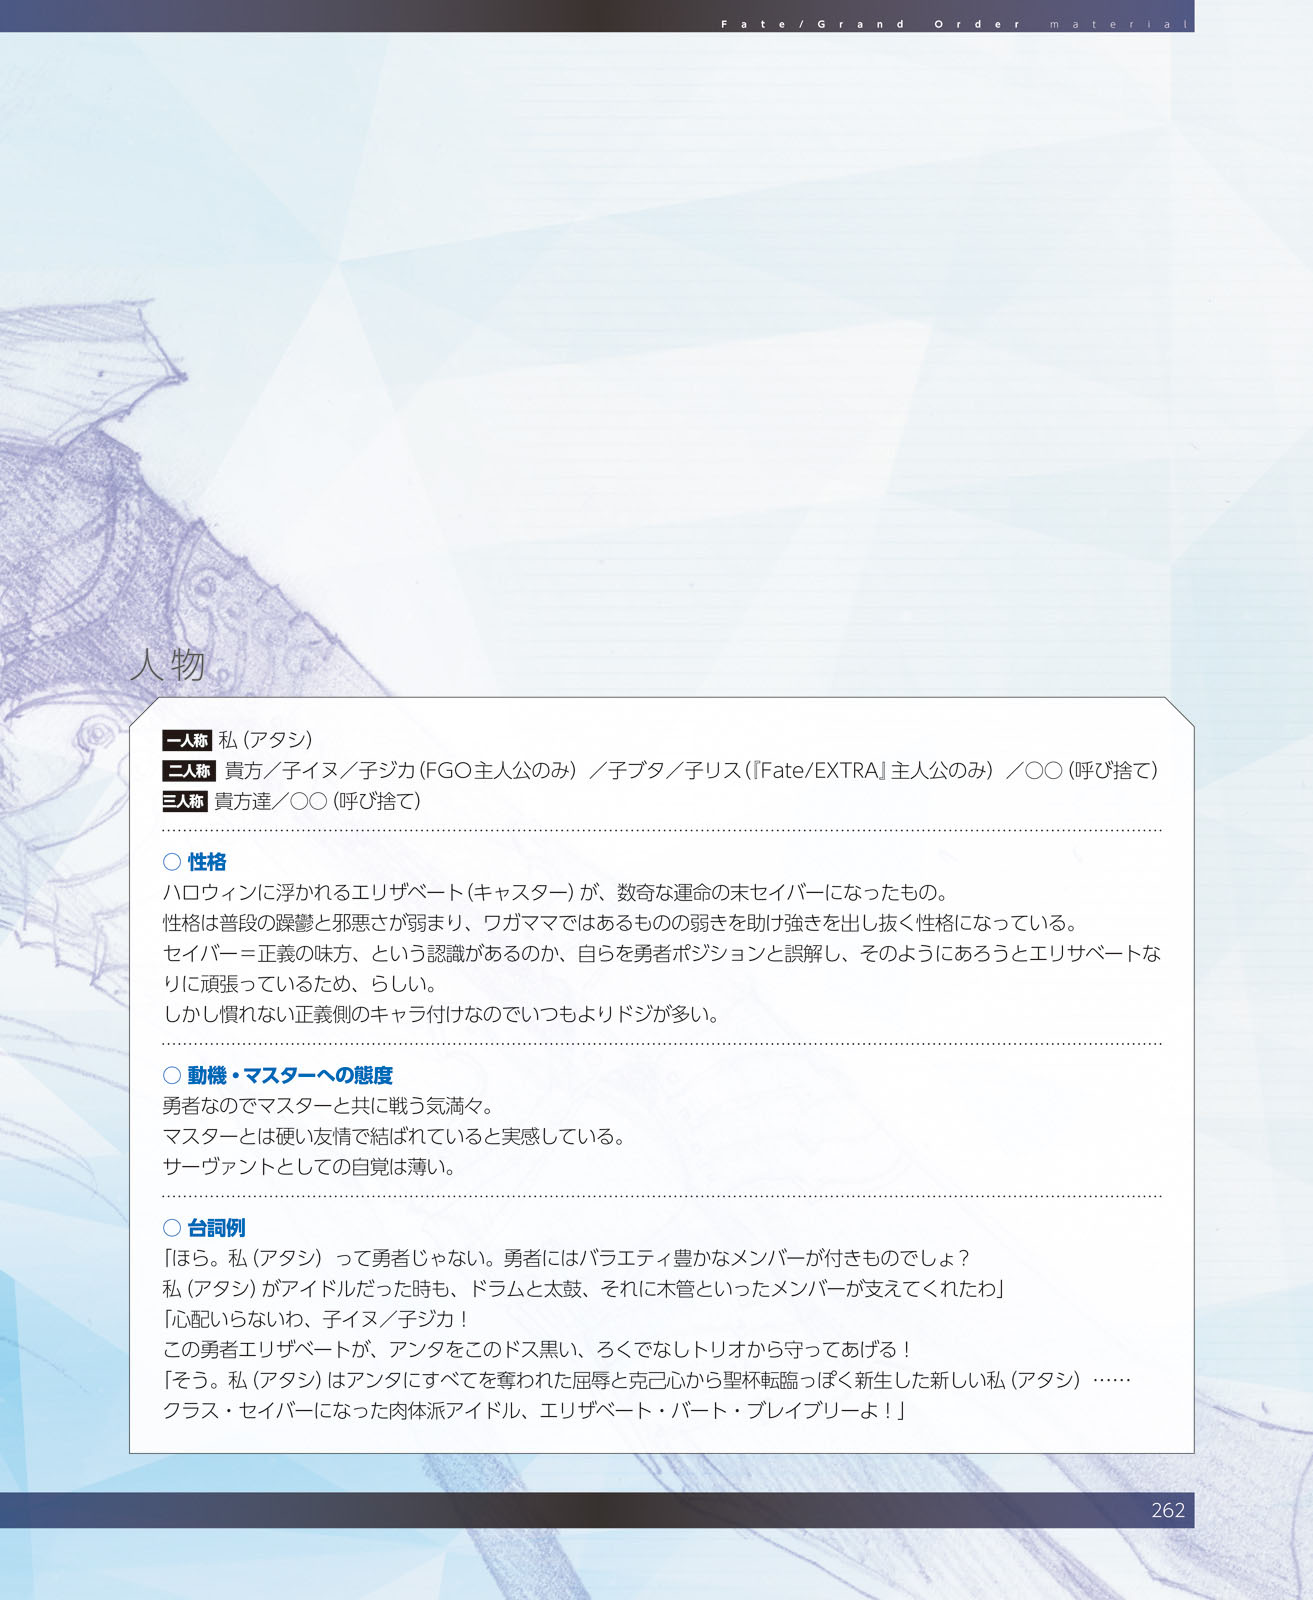 Fate/Grand Order material
人物
一人称 私（アタシ）
二人称 貴方／子イヌ／子ジカ（FGO主人公のみ）／子ブタ／子リス（『Fate/EXTRA』主人公のみ）／○○（呼び捨て）
三人称 貴方達／○○（呼び捨て）
○ 性格
ハロウィンに浮かれるエリザベート（キャスター）が、数奇な運命の末セイバーになったもの。
性格は普段の躁鬱と邪悪さが弱まり、ワガママではあるものの弱きを助け強きを出し抜く性格になっている。
セイバー＝正義の味方、という認識があるのか、自らを勇者ポジションと誤解し、そのようにあろうとエリサベートな
りに頑張っているため、らしい。
しかし慣れない正義側のキャラ付けなのでいつもよりドジが多い。
○ 動機・マスターへの態度
勇者なのでマスターと共に戦う気満々。
マスターとは硬い友情で結ばれていると実感している。
サーヴァントとしての自覚は薄い。
○ 台詞例
「ほら。私（アタシ）って勇者じゃない。勇者にはバラエティ豊かなメンバーが付きものでしょ？
私（アタシ）がアイドルだった時も、ドラムと太鼓、それに木管といったメンバーが支えてくれたわ」
「心配いらないわ、子イヌ／子ジカ！
この勇者エリザベートが、アンタをこのドス黒い、ろくでなしトリオから守ってあげる！
「そう。私（アタシ）はアンタにすべてを奪われた屈辱と克己心から聖杯転臨っぽく新生した新しい私（アタシ）……
クラス・セイバーになった肉体派アイドル、エリザベート・バート・ブレイブリーよ！」
262